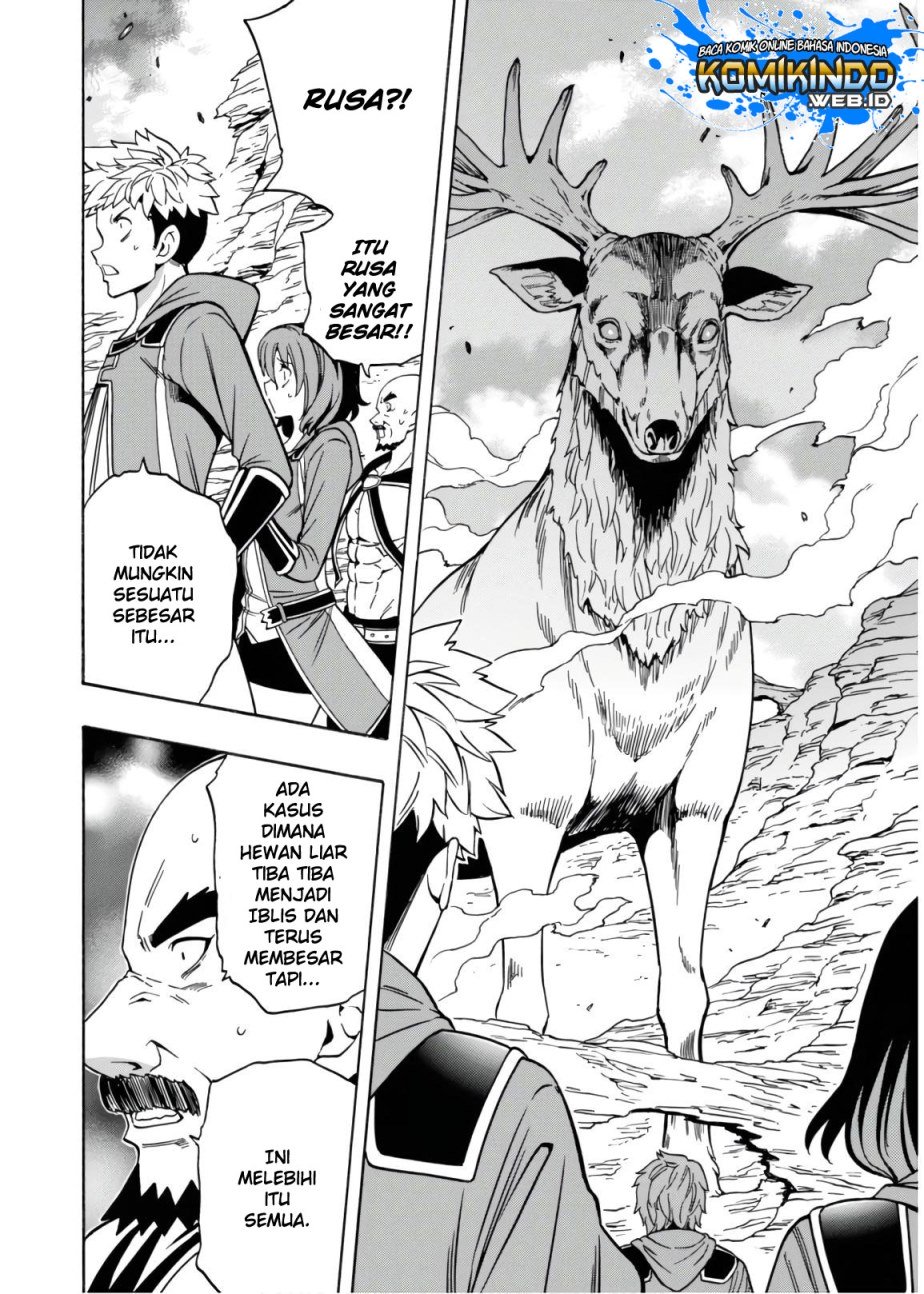 BACA KOMIK ONLINE BAHASA INDONESIA
KOMIKINDO
WEB.ID
RUSA?!
ITU
RUSA
YANG
SANGAT
BESAR!!
TIDAK
MUNGKIN
SESUATU
SEBESAR
ITU...
ADA
KASUS
DIMANA
HEWAN LIAR
TIBA TIBA
MENJADI
IBLIS DAN
TERUS
MEMBESAR
TAPI...
INI
MELEBIHI
ITU
SEMUA.